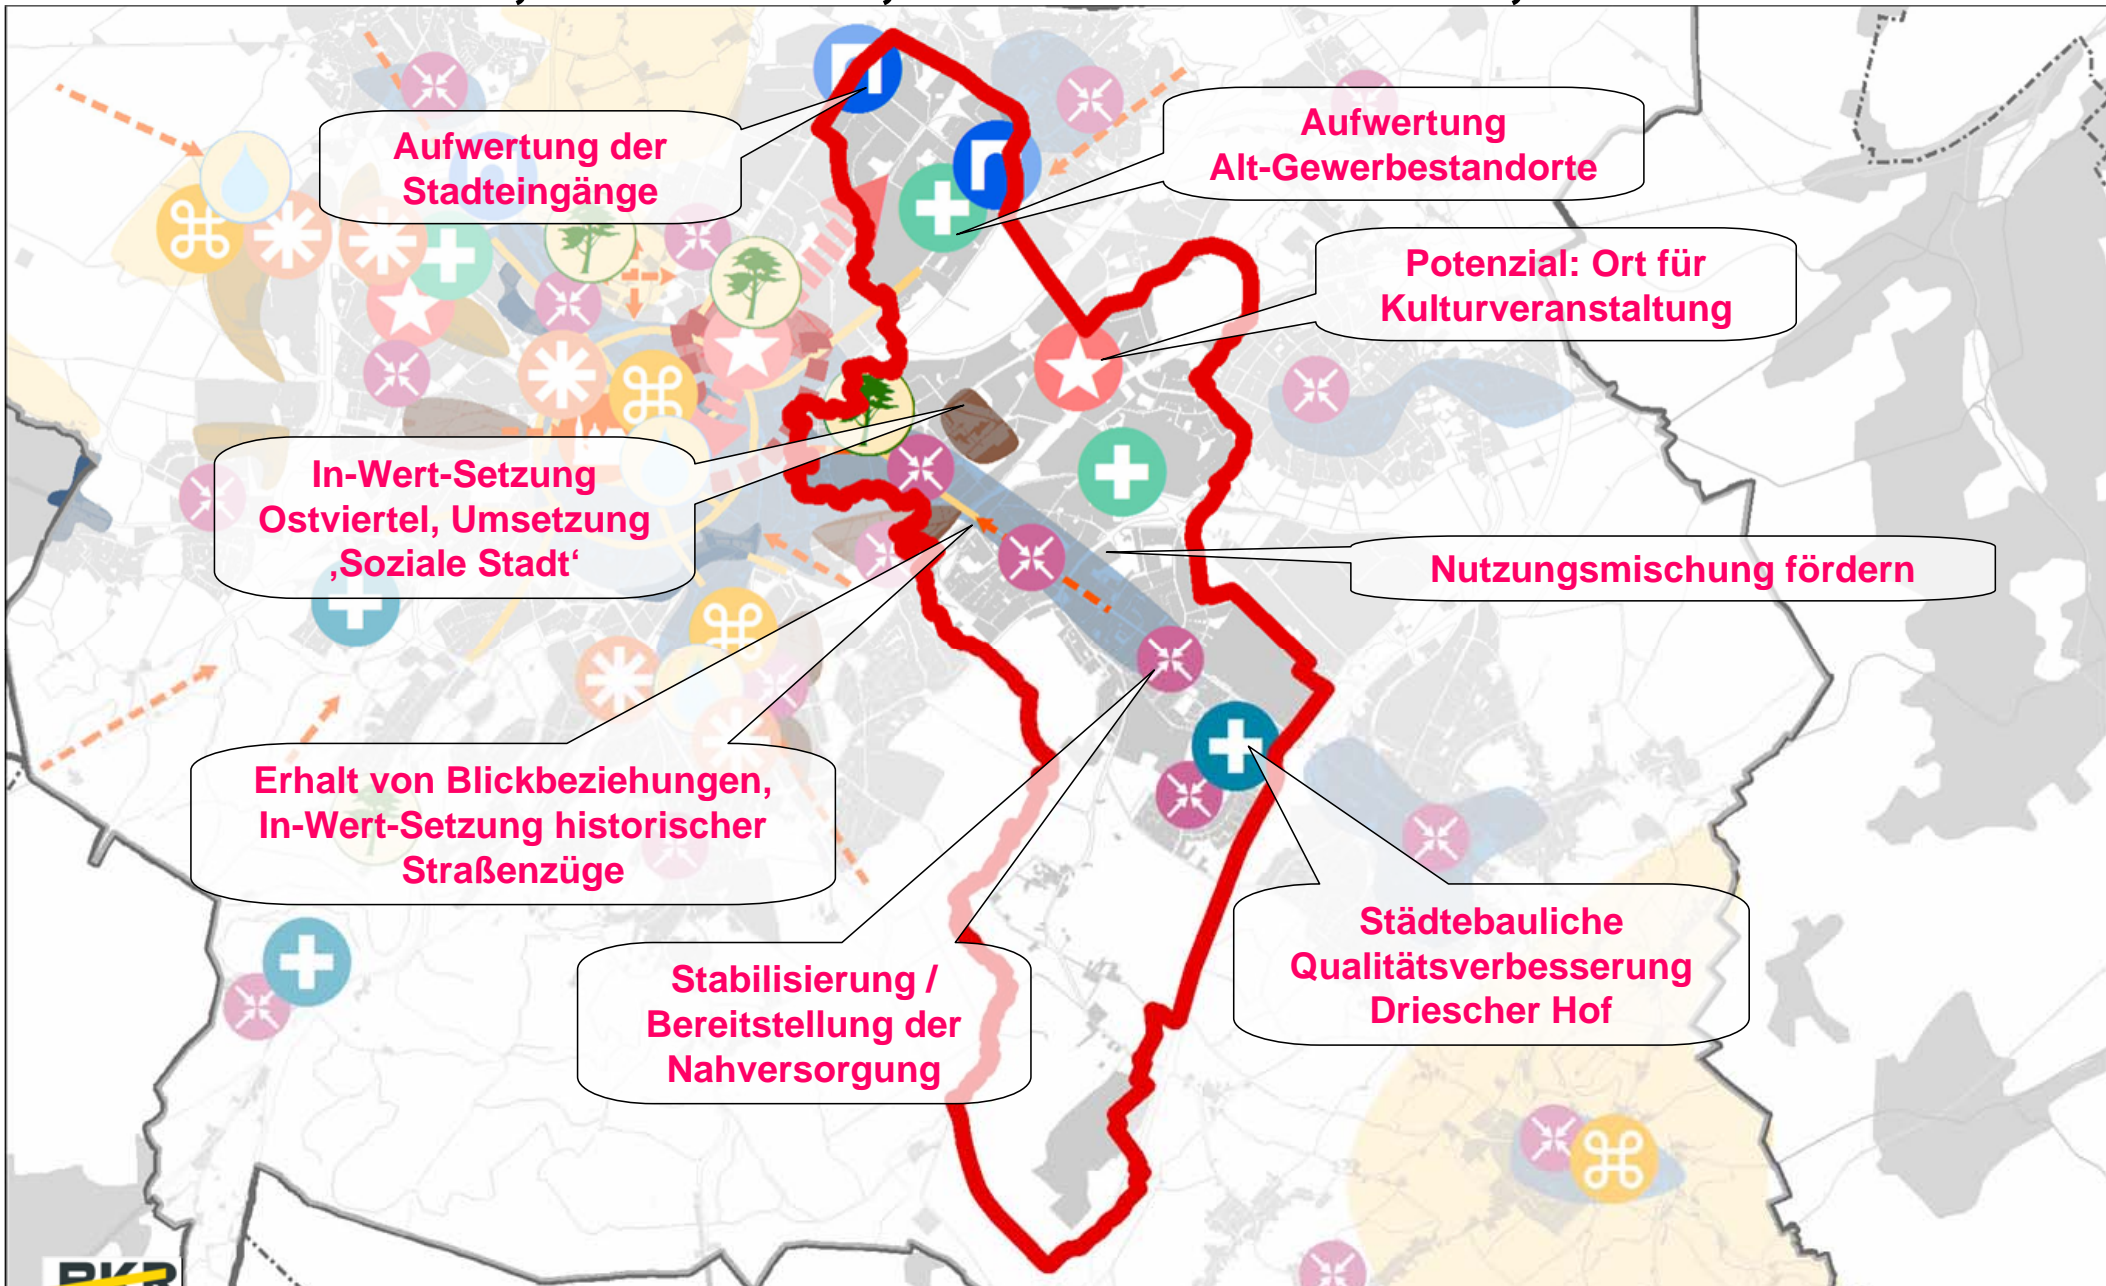 Aufwertung der
Stadteingänge
Aufwertung
Alt-Gewerbestandorte
Potenzial: Ort für
Kulturveranstaltung
In-Wert-Setzung
Ostviertel, Umsetzung
‚Soziale Stadt‘
Nutzungsmischung fördern
Erhalt von Blickbeziehungen,
In-Wert-Setzung historischer
Straßenzüge
Städtebauliche
Qualitätsverbesserung
Driescher Hof
Stabilisierung /
Bereitstellung der
Nahversorgung
BKR